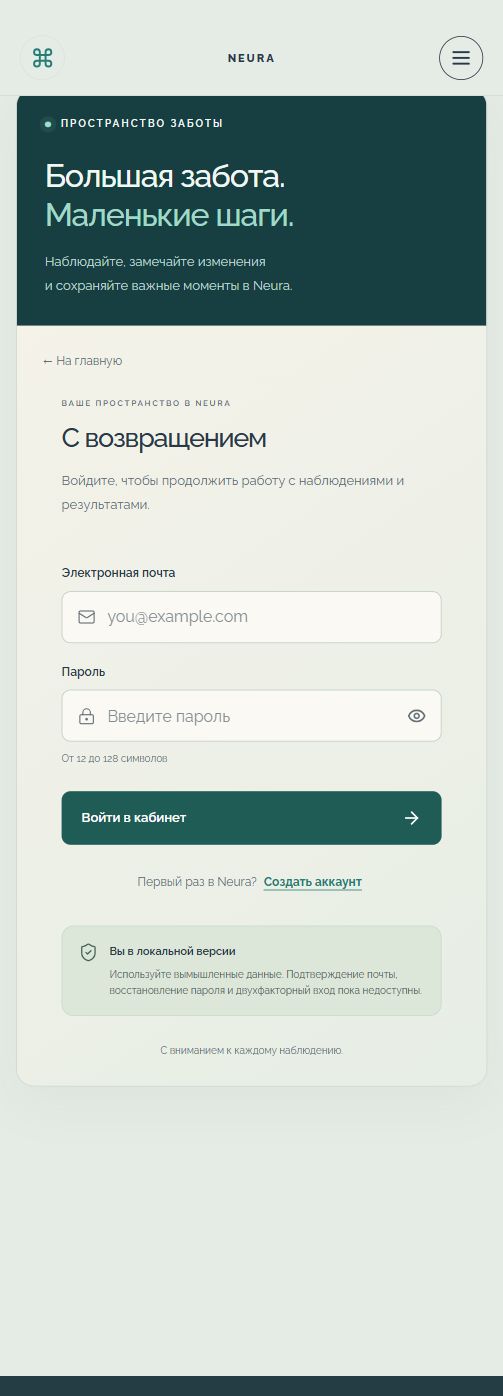 NEURA
ПРОСТРАНСТВО ЗАБОТЫ
Большая забота.
Маленькие шаги.
Наблюдайте, замечайте изменения
и сохраняйте важные моменты в Neura.
← На главную
ВАШЕ ПРОСТРАНСТВО В NEURA
С возвращением
Войдите, чтобы продолжить работу с наблюдениями и
результатами.
Электронная почта
you@example.com
Пароль
Введите пароль
От 12 до 128 символов
Войти в кабинет →
Первый раз в Neura? Создать аккаунт
Вы в локальной версии
Используйте вымышленные данные. Подтверждение почты,
восстановление пароля и двухфакторный вход пока недоступны.
С вниманием к каждому наблюдению.